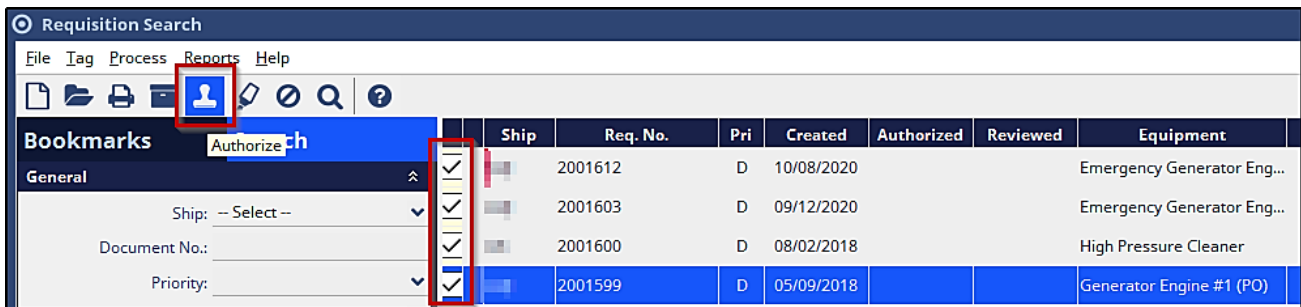 Requisition Search
File Tag Process Reports Help
Authorize
Bookmarks
General
Ship: -- Select --
Document No.:
Priority:
Ship Req. No. Pri Created Authorized Reviewed Equipment
2001612 D 10/08/2020 Emergency Generator Eng...
2001603 D 09/12/2020 Emergency Generator Eng...
2001600 D 08/02/2018 High Pressure Cleaner
2001599 D 05/09/2018 Generator Engine #1 (PO)